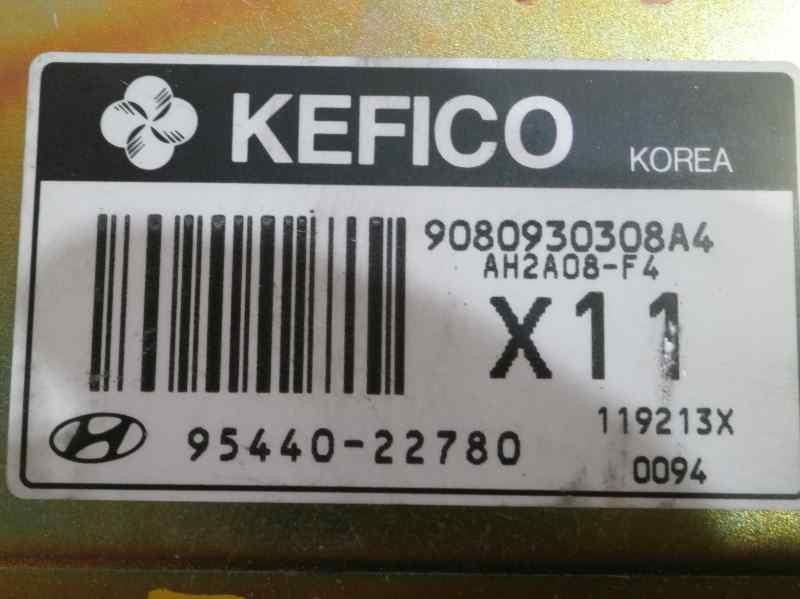 KEFICO KOREA
9080930308A4
AH2A08-F4
X11
119213X
95440-22780
0094